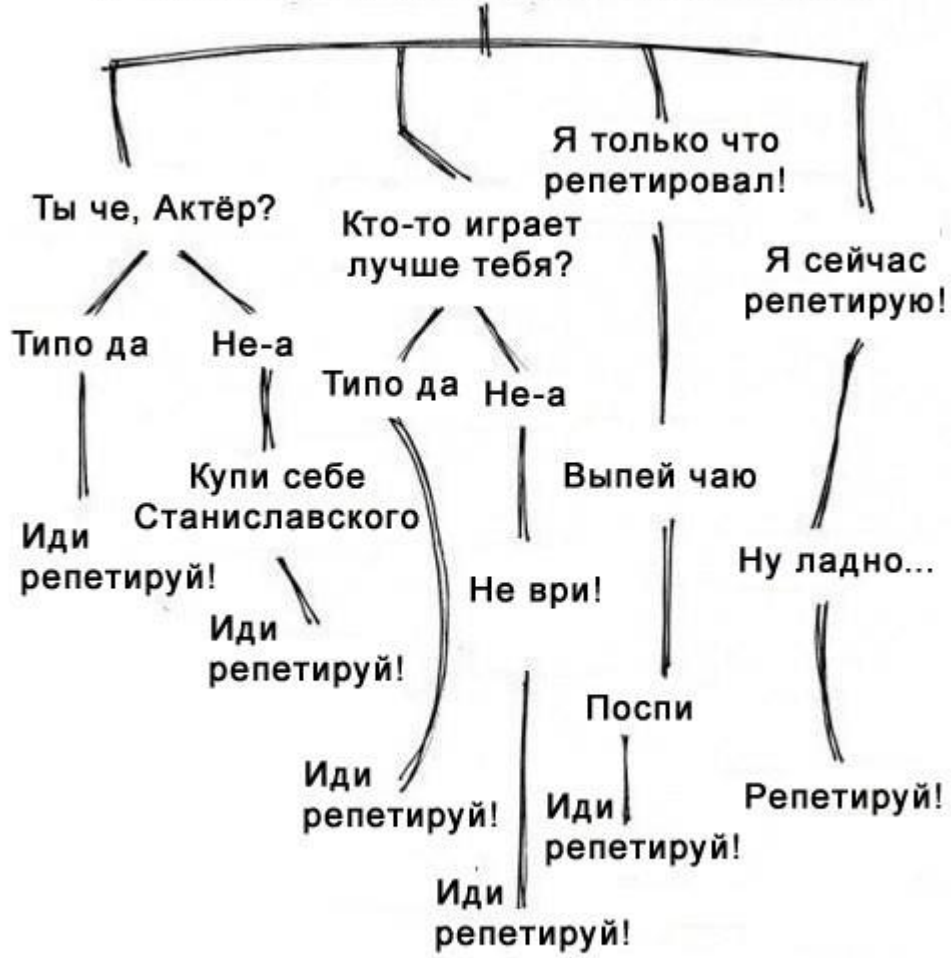 Ты че, Актёр?
Типо да
Не-а
Иди
репетируй!
Купи себе
Станиславского
Иди
репетируй!
Кто-то играет
лучше тебя?
Типо да
Не-а
Иди
репетируй!
Не ври!
Иди
репетируй!
Я только что
репетировал!
Выпей чаю
Поспи
Иди
репетируй!
Я сейчас
репетирую!
Ну ладно...
Репетируй!